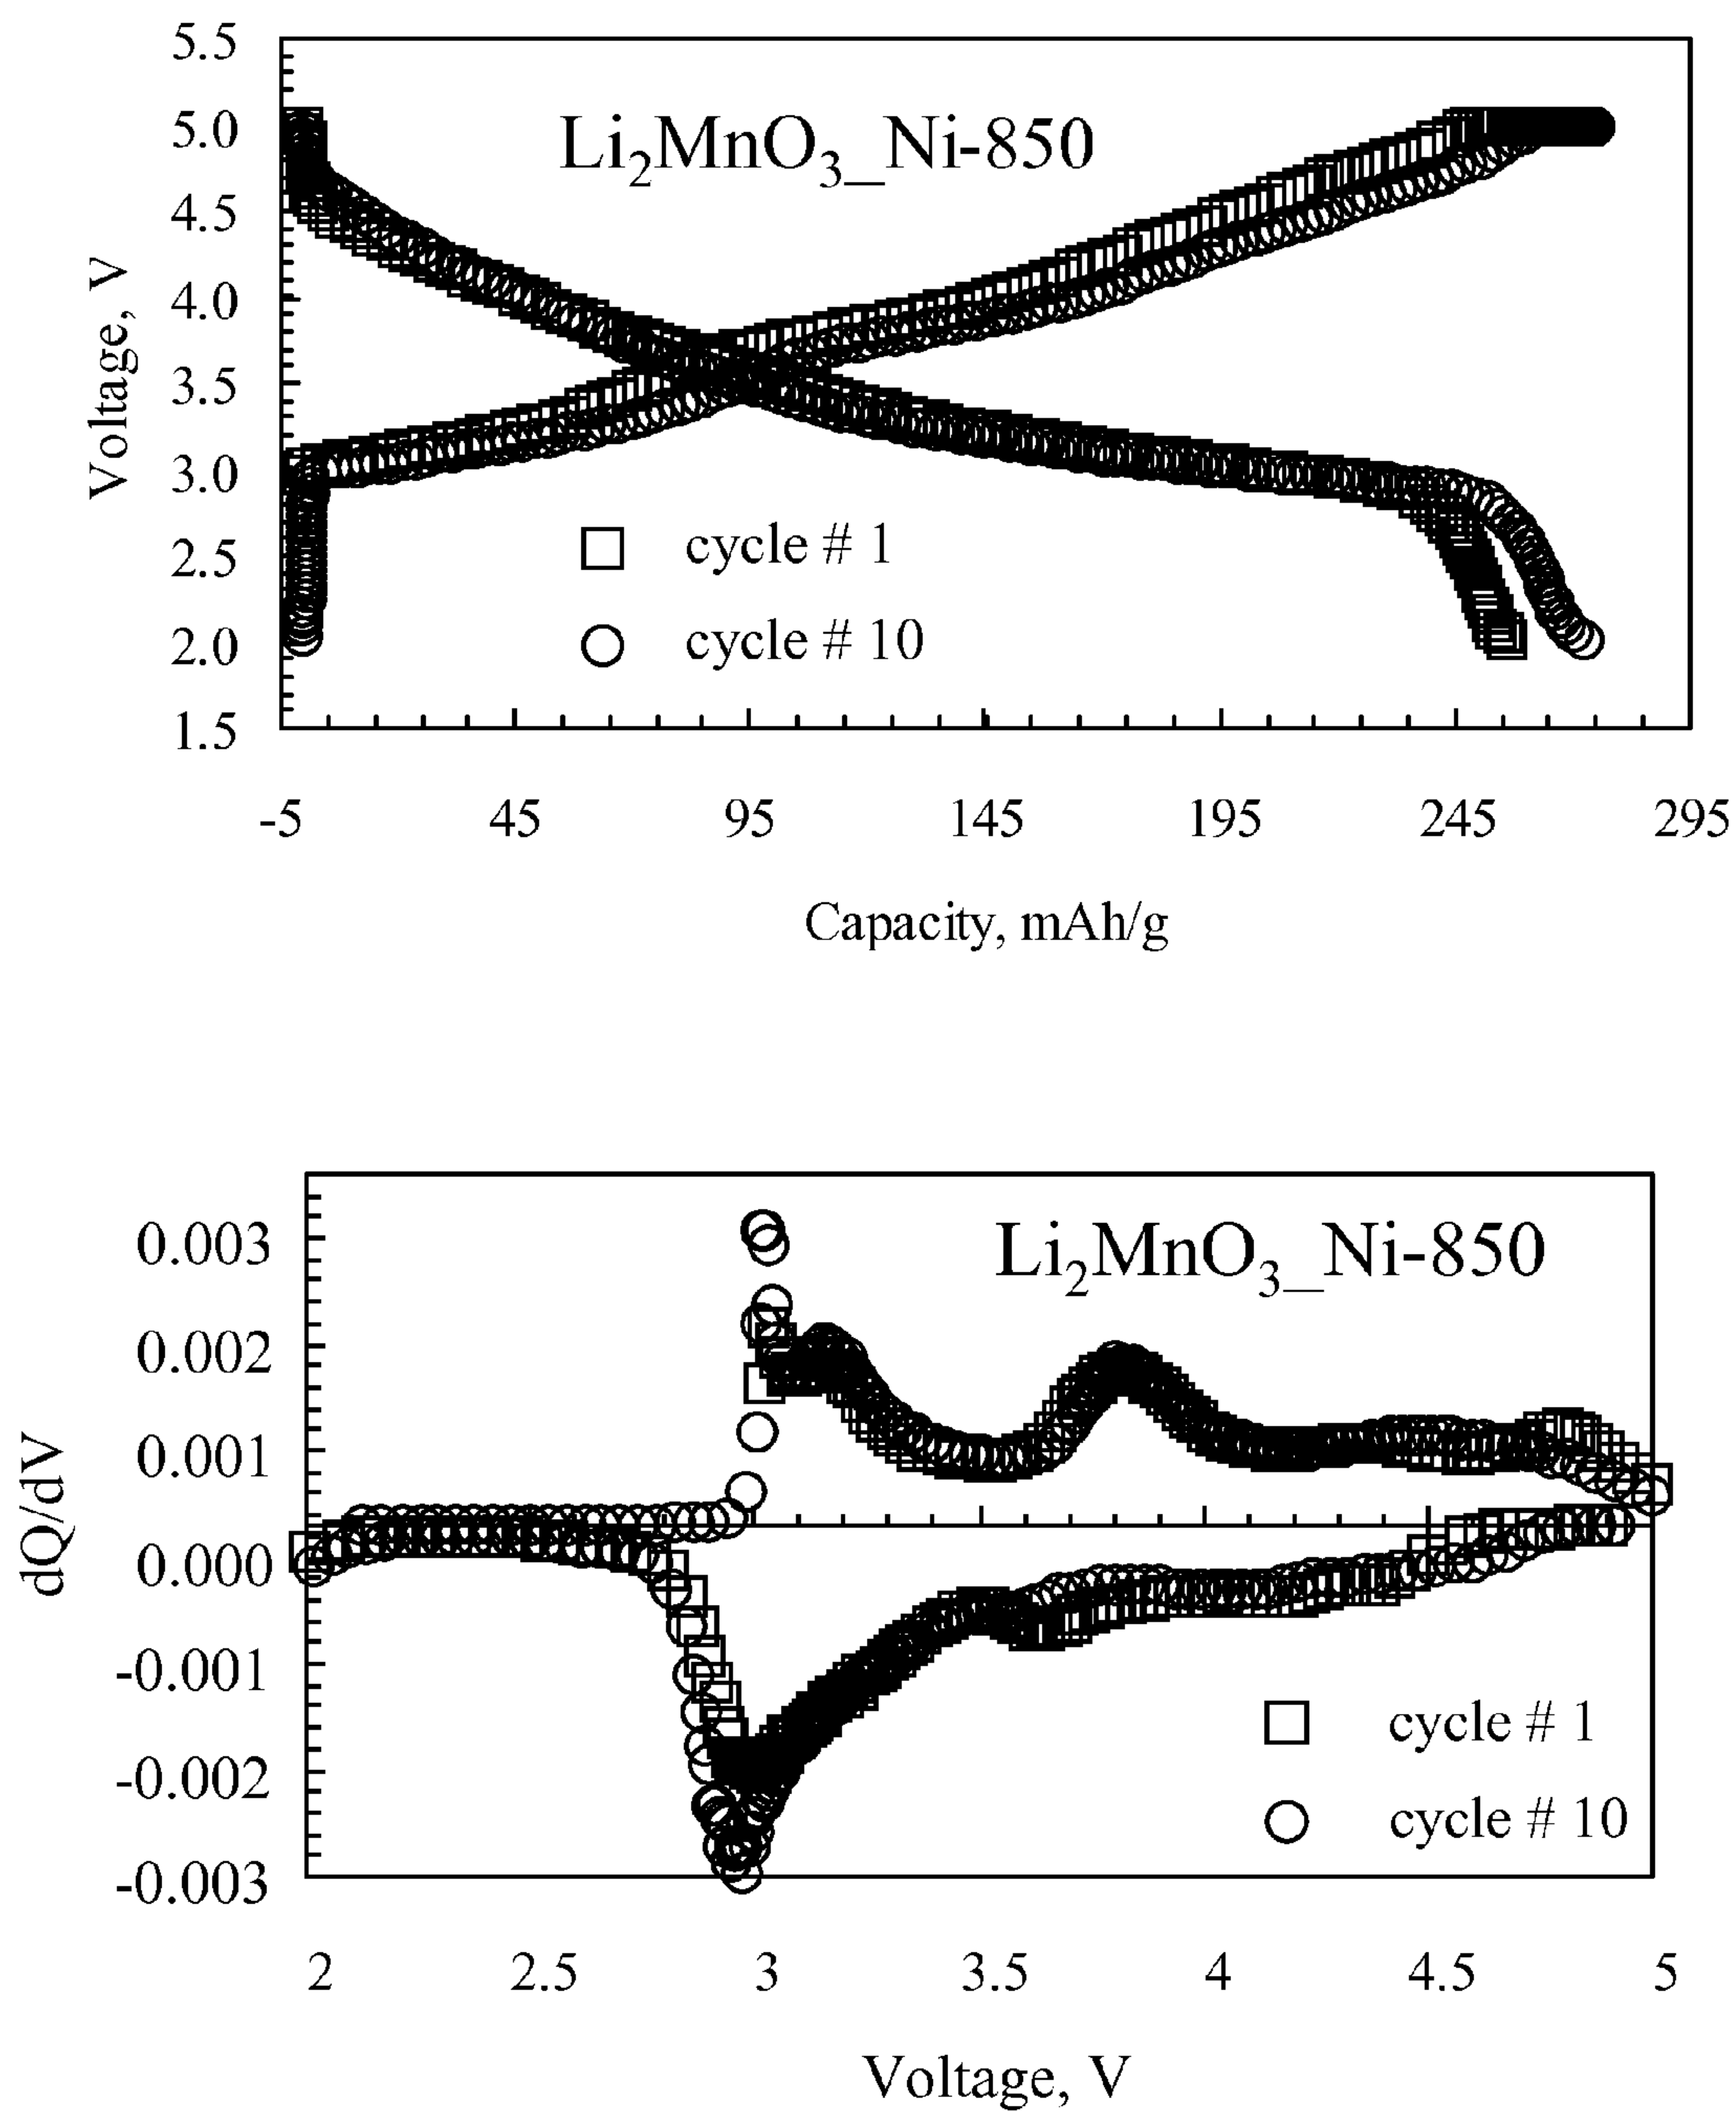 5.5
Li₂MnO₃_Ni-850
5.0
4.5
4.0
3.5
3.0
2.5
2.0
1.5
Voltage, V
cycle # 1
cycle # 10
-5 45 95 145 195 245 295
Capacity, mAh/g
Li₂MnO₃_Ni-850
0.003
0.002
0.001
0.000
-0.001
-0.002
-0.003
dQ/dV
cycle # 1
cycle # 10
2 2.5 3 3.5 4 4.5 5
Voltage, V